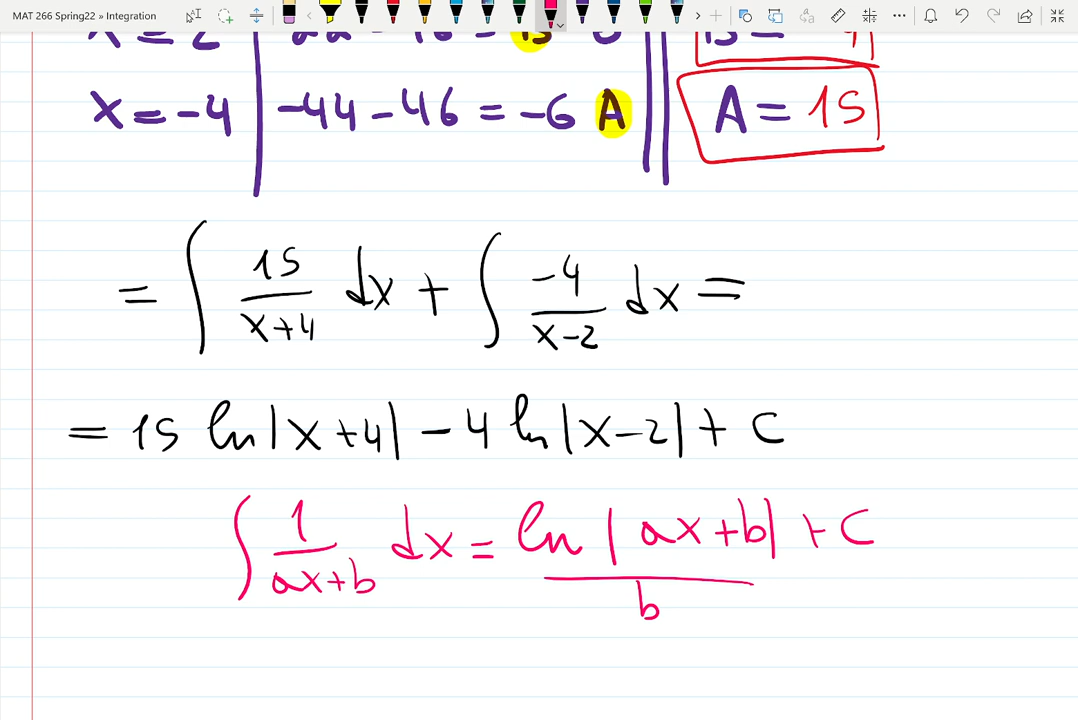 MAT 266 Spring22 » Integration
x = -4 | -44 - 46 = -6 A || A = 15
= ∫ 15/(x+4) dx + ∫ -4/(x-2) dx =
= 15 ln|x+4| - 4 ln|x-2| + C
∫ 1/(ax+b) dx = ln|ax+b|/b + C